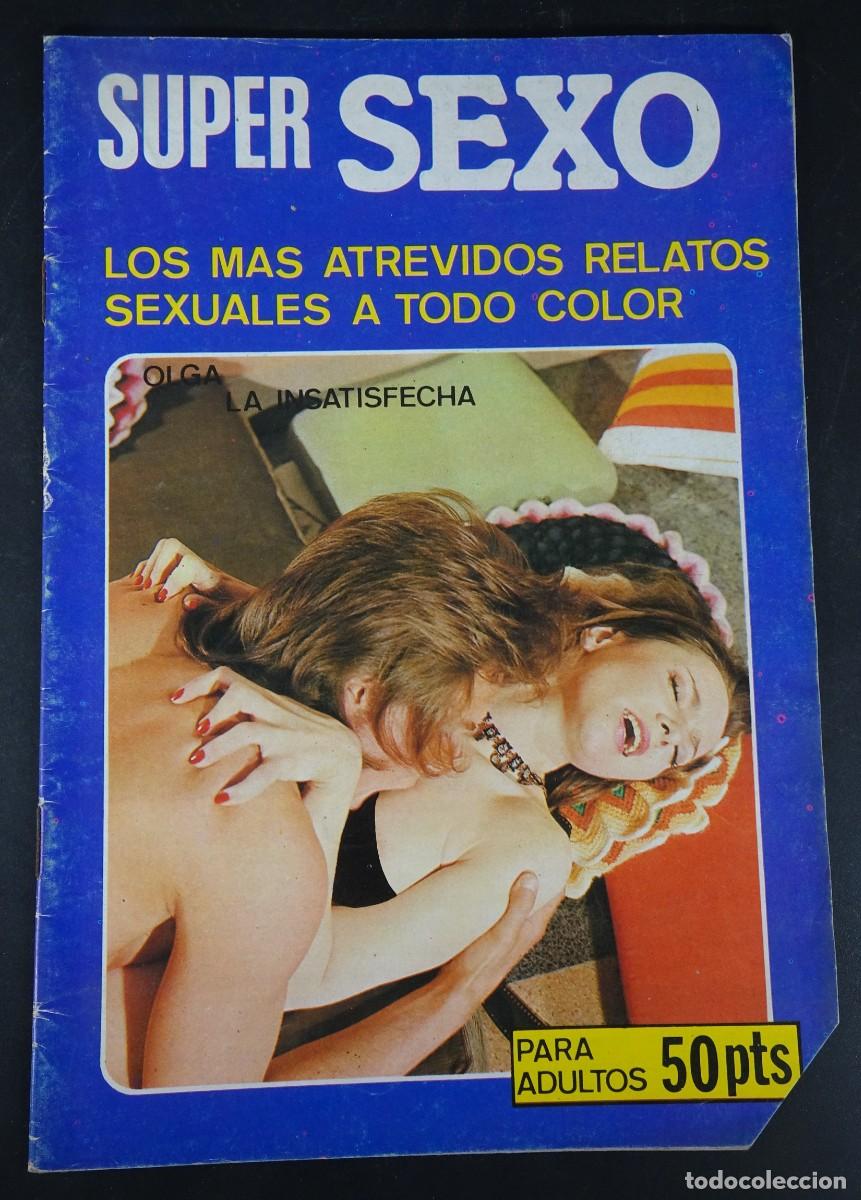 SUPER SEXO
LOS MAS ATREVIDOS RELATOS
SEXUALES A TODO COLOR
OLGA
LA INSATISFECHA
PARA
ADULTOS 50pts
todocoleccion